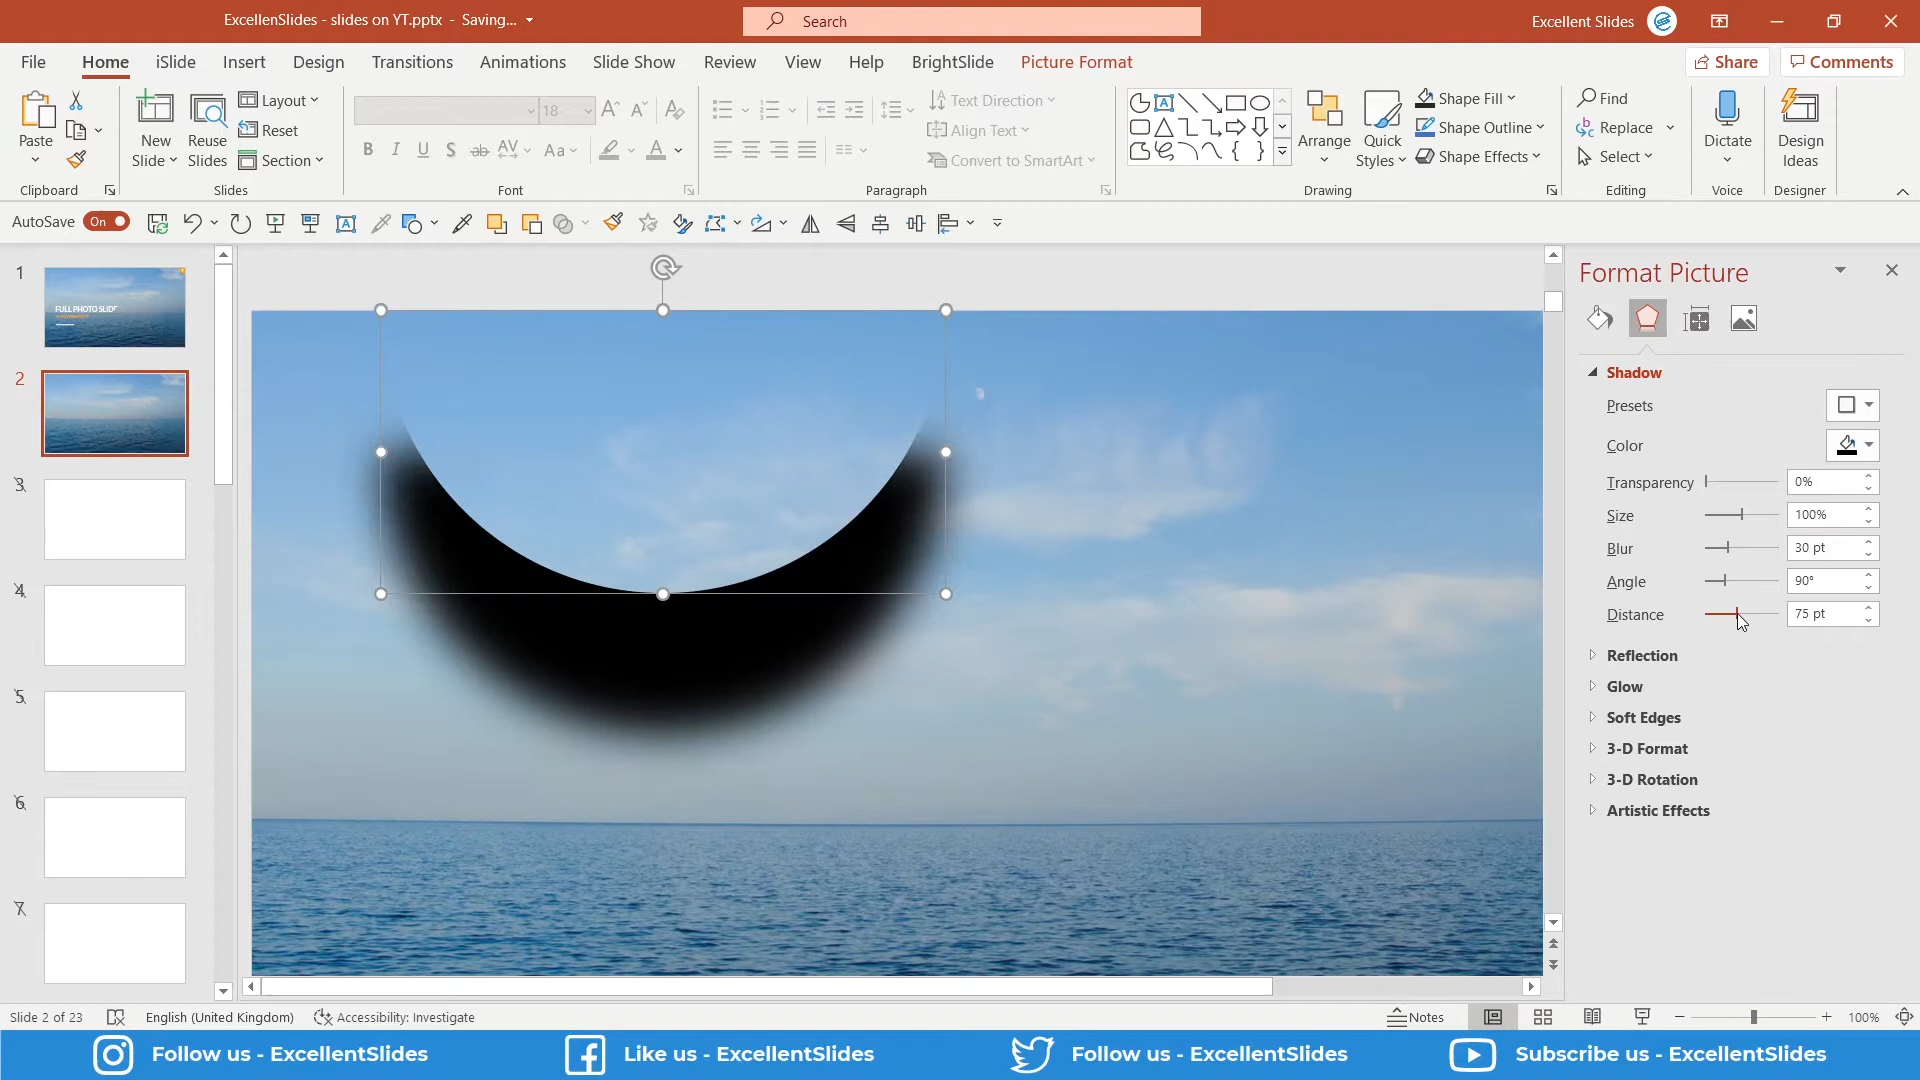 ExcellenSlides - slides on YT.pptx - Saving...
Search
Excellent Slides
File Home iSlide Insert Design Transitions Animations Slide Show Review View Help BrightSlide Picture Format
Share Comments
Paste
New Slide
Reuse Slides
Layout
Reset
Section
18
Text Direction
Align Text
Convert to SmartArt
Arrange
Quick Styles
Shape Fill
Shape Outline
Shape Effects
Find
Replace
Select
Dictate
Design Ideas
Clipboard Slides Font Paragraph Drawing Editing Voice Designer
AutoSave On
1
FULL PHOTO SLIDE
2
3
4
5
6
7
Format Picture
Shadow
Presets
Color
Transparency 0%
Size 100%
Blur 30 pt
Angle 90°
Distance 75 pt
Reflection
Glow
Soft Edges
3-D Format
3-D Rotation
Artistic Effects
Slide 2 of 23 English (United Kingdom) Accessibility: Investigate Notes 100%
Follow us - ExcellentSlides Like us - ExcellentSlides Follow us - ExcellentSlides Subscribe us - ExcellentSlides